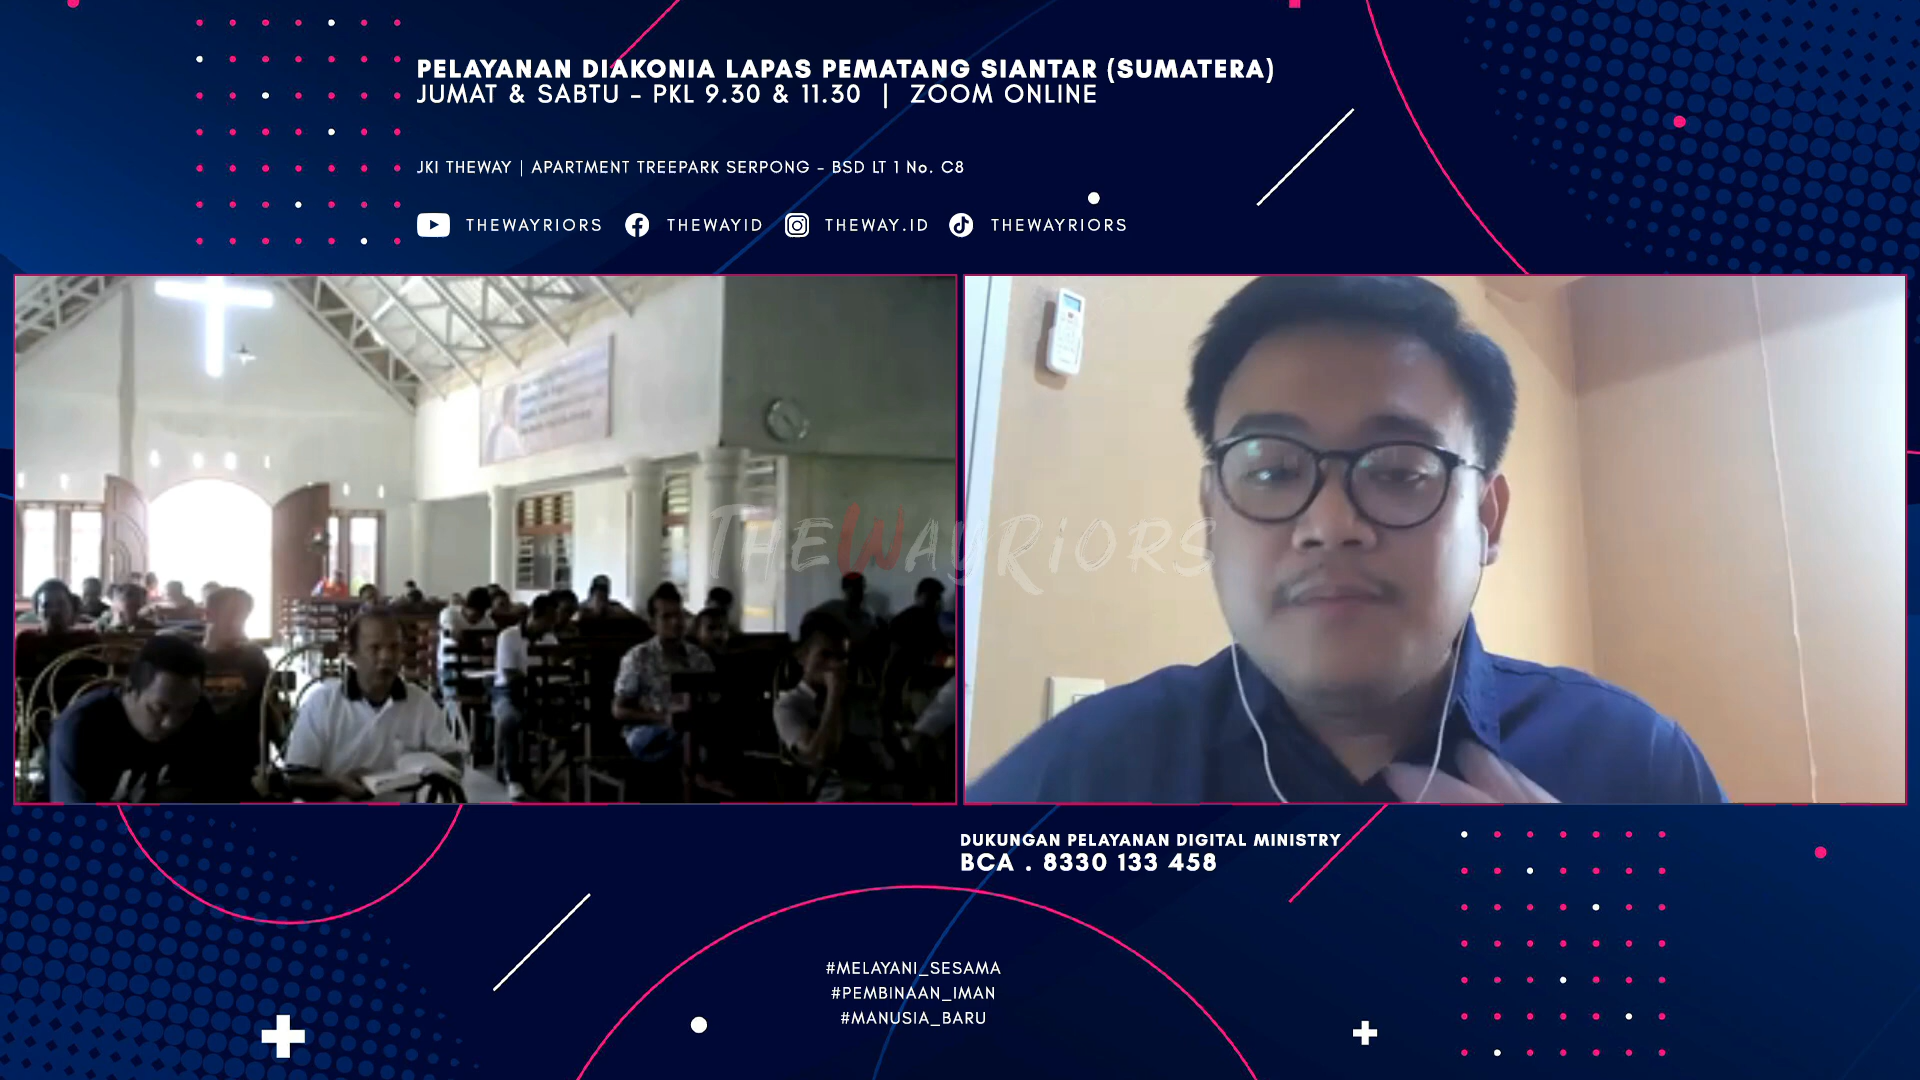 PELAYANAN DIAKONIA LAPAS PEMATANG SIANTAR (SUMATERA)
JUMAT & SABTU - PKL 9.30 & 11.30 | ZOOM ONLINE
JKI THEWAY | APARTMENT TREEPARK SERPONG - BSD LT 1 No. C8
THEWAYRIORS THEWAYID THEWAY.ID THEWAYRIORS
THEWAYRIORS
DUKUNGAN PELAYANAN DIGITAL MINISTRY
BCA . 8330 133 458
#MELAYANI_SESAMA
#PEMBINAAN_IMAN
#MANUSIA_BARU